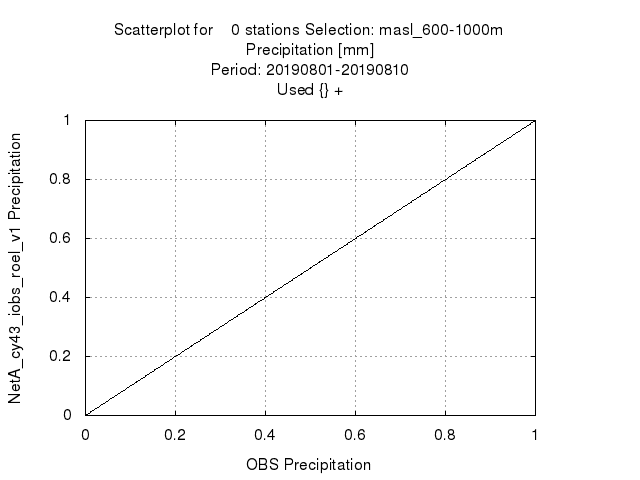 Scatterplot for    0 stations Selection: masl_600-1000m
Precipitation [mm]
Period: 20190801-20190810
Used {} +
NetA_cy43_iobs_roel_v1 Precipitation
1
0.8
0.6
0.4
0.2
0
0 0.2 0.4 0.6 0.8 1
OBS Precipitation